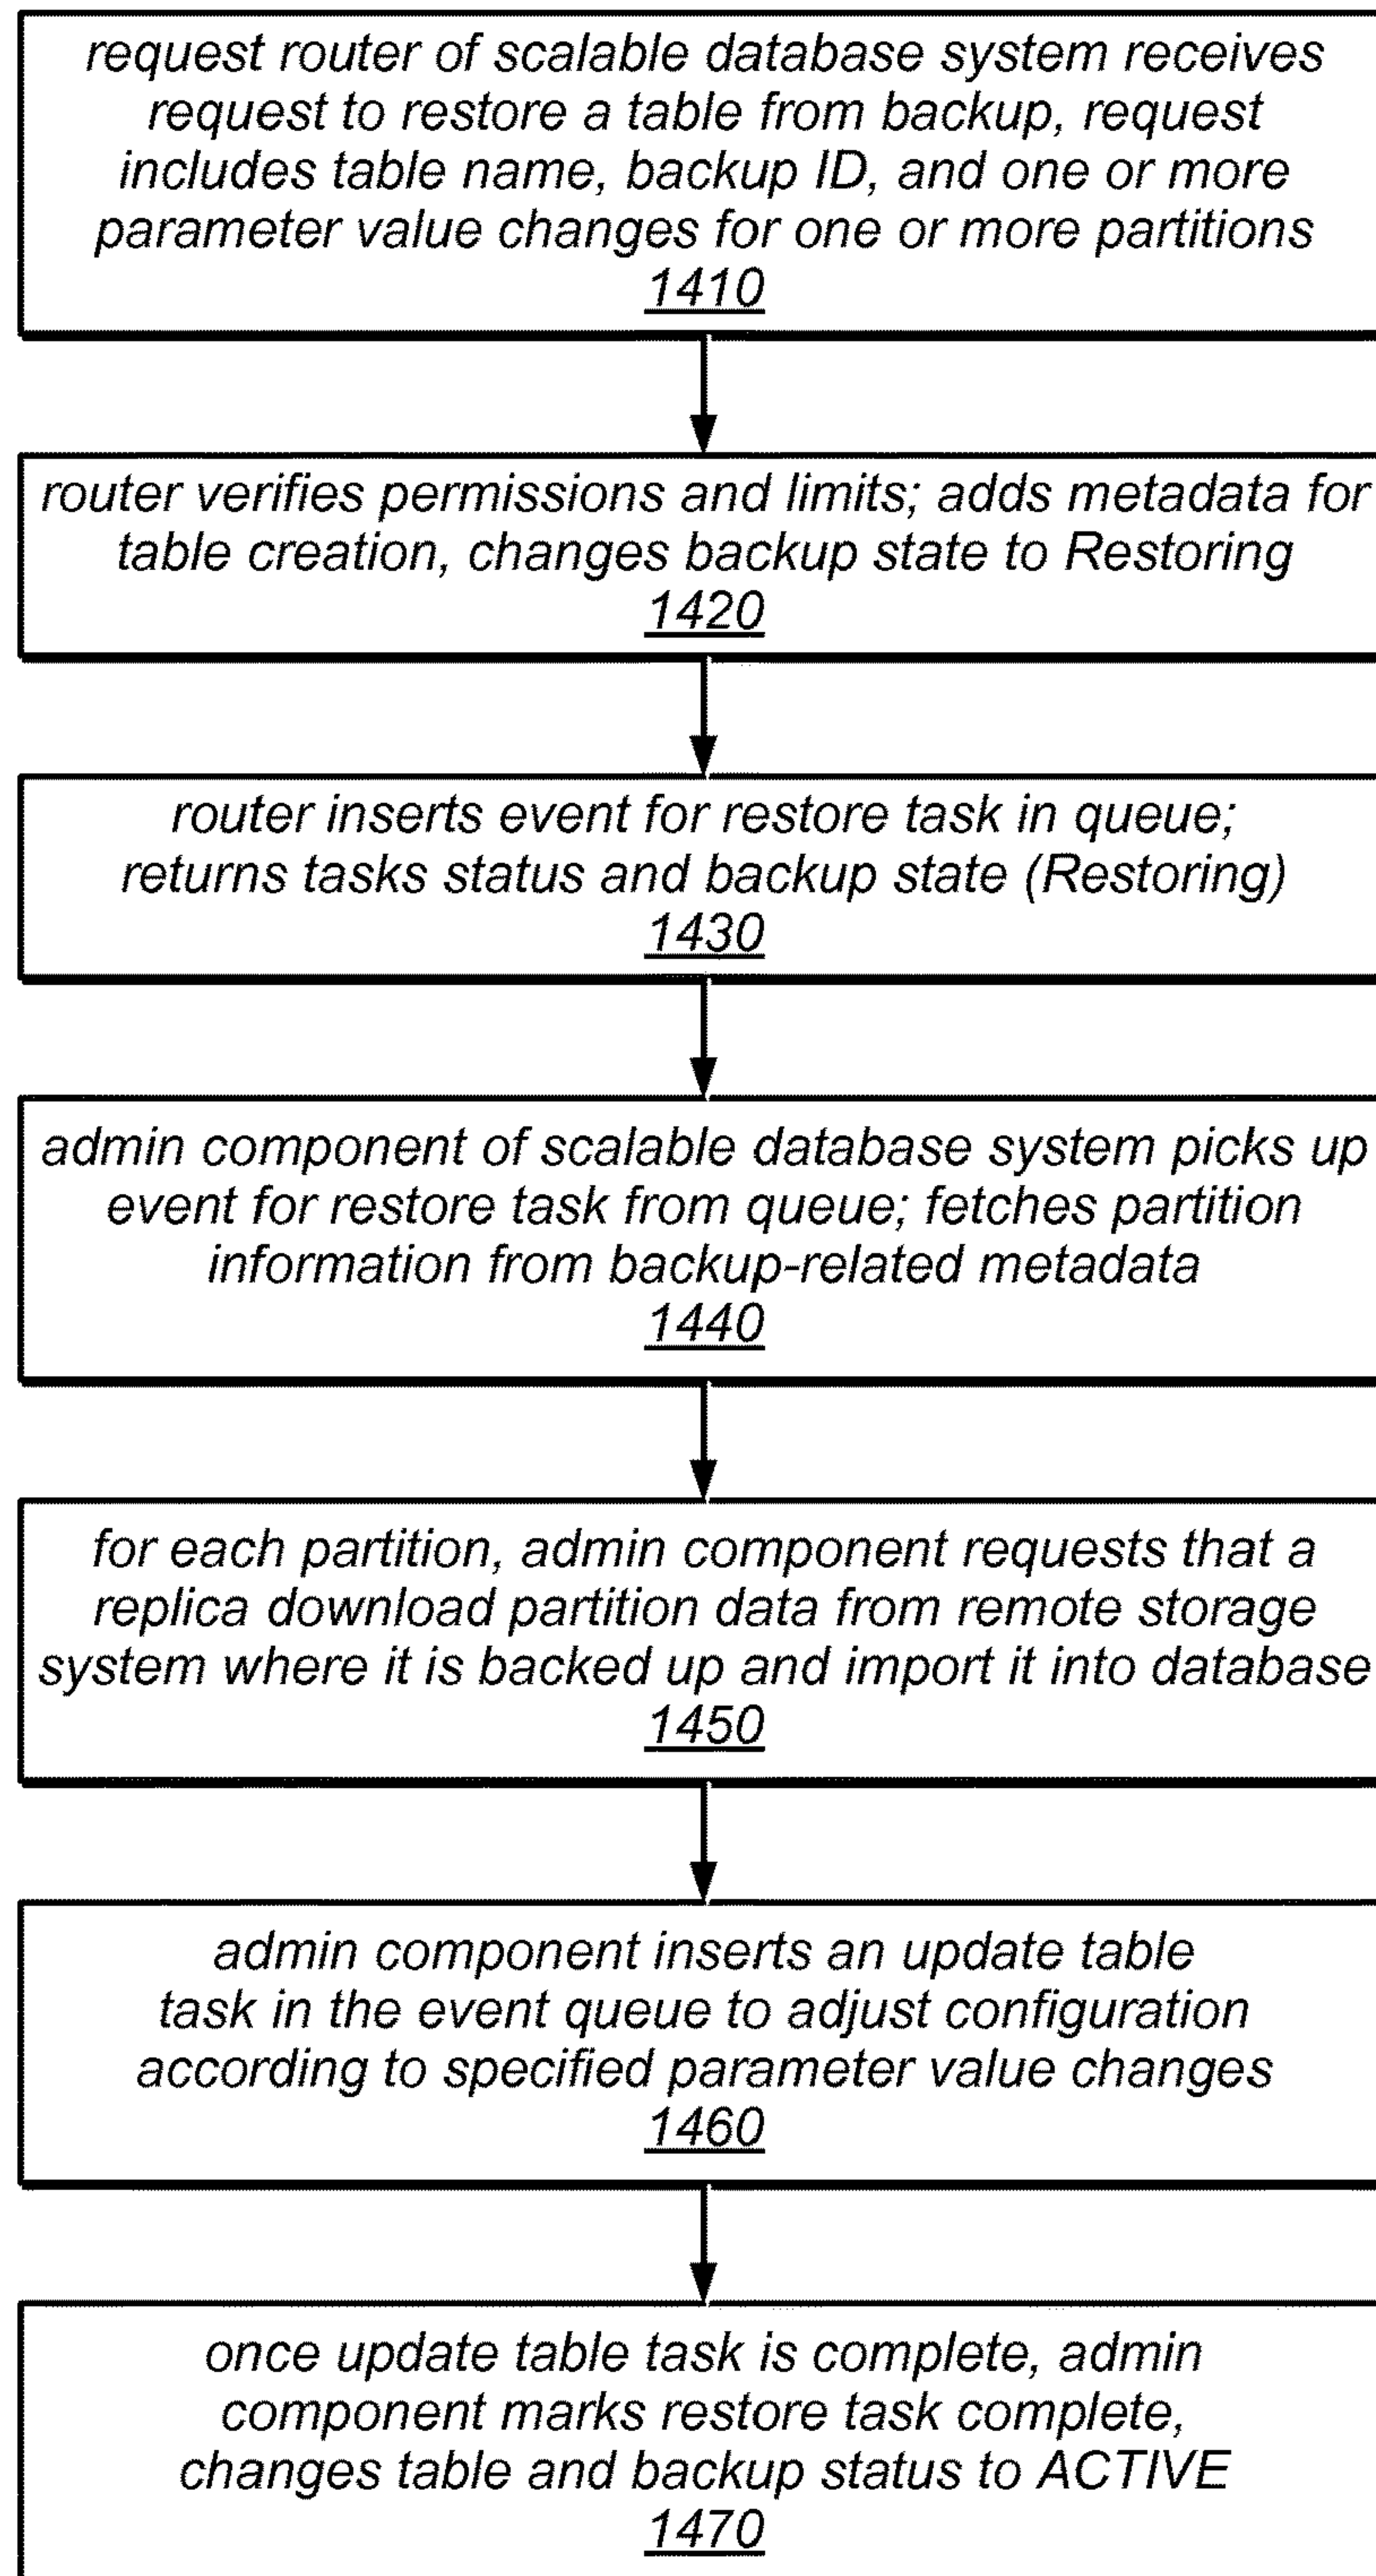 request router of scalable database system receives
request to restore a table from backup, request
includes table name, backup ID, and one or more
parameter value changes for one or more partitions
1410
router verifies permissions and limits; adds metadata for
table creation, changes backup state to Restoring
1420
router inserts event for restore task in queue;
returns tasks status and backup state (Restoring)
1430
admin component of scalable database system picks up
event for restore task from queue; fetches partition
information from backup-related metadata
1440
for each partition, admin component requests that a
replica download partition data from remote storage
system where it is backed up and import it into database
1450
admin component inserts an update table
task in the event queue to adjust configuration
according to specified parameter value changes
1460
once update table task is complete, admin
component marks restore task complete,
changes table and backup status to ACTIVE
1470